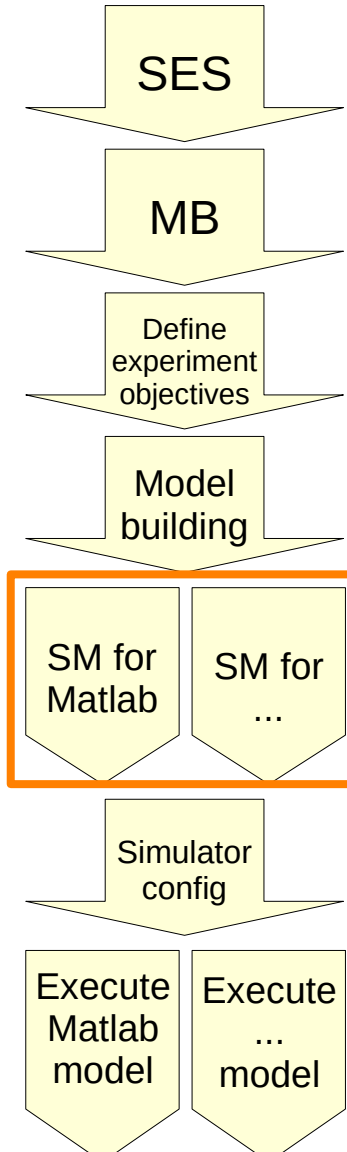 SES
MB
Define
experiment
objectives
Model
building
SM for
Matlab
SM for
...
Simulator
config
Execute
Matlab
model
Execute
...
model